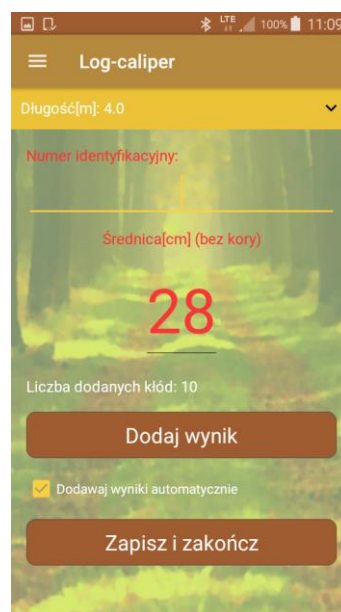 LTE 100% 11:09
Log-caliper
Długość[m]: 4.0
Numer identyfikacyjny:
Średnica[cm] (bez kory)
28
Liczba dodanych kłód: 10
Dodaj wynik
Dodawaj wyniki automatycznie
Zapisz i zakończ